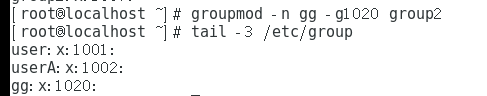 [root@localhost ~]# groupmod -n gg -g1020 group2
[root@localhost ~]# tail -3 /etc/group
user:x:1001:
userA:x:1002:
gg:x:1020: